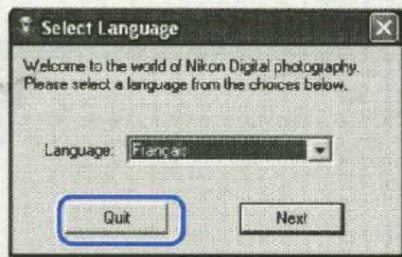 Select Language
Welcome to the world of Nikon Digital photography.
Please select a language from the choices below.
Language: Français
Quit Next